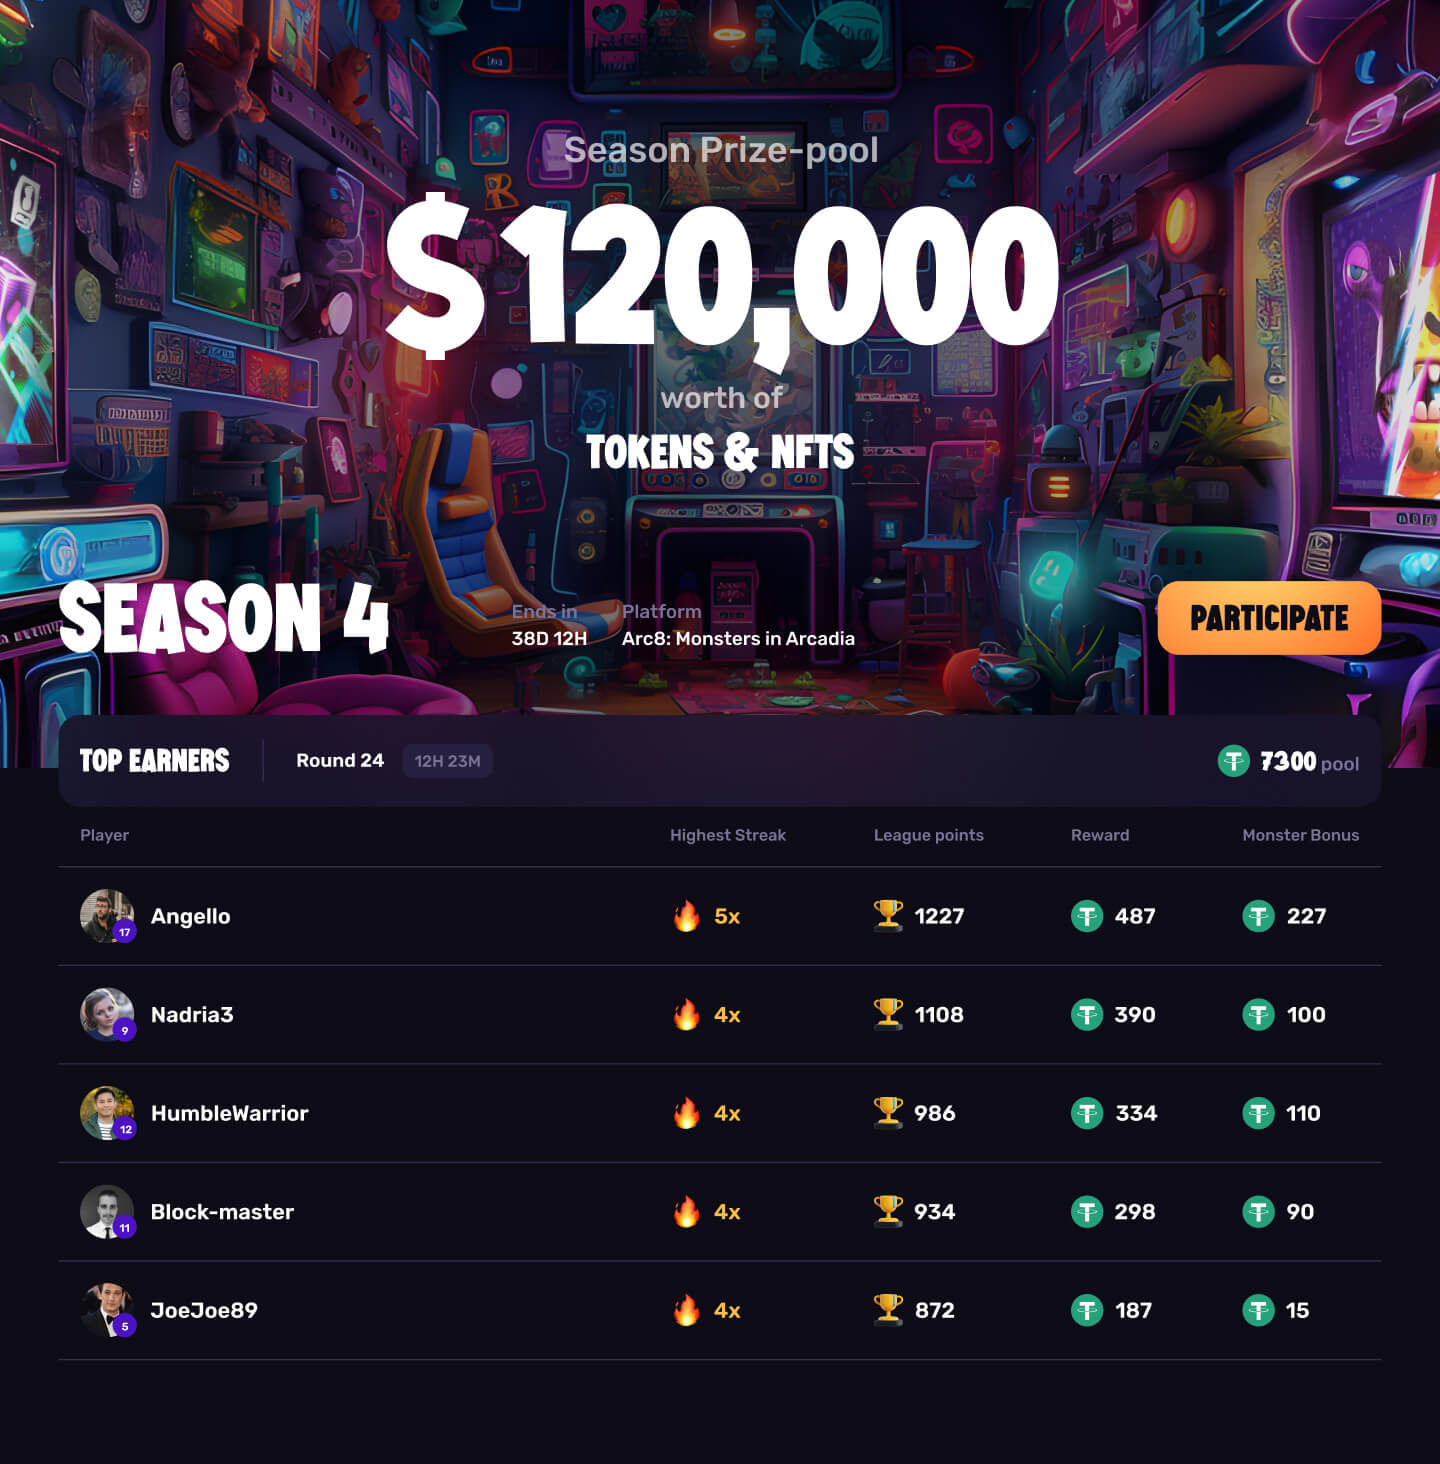 Season Prize-pool
$120,000
worth of
TOKENS & NFTS
SEASON 4
Ends in
38D 12H
Platform
Arc8: Monsters in Arcadia
PARTICIPATE
TOP EARNERS
Round 24
12H 23M
7300 pool
Player Highest Streak League points Reward Monster Bonus
17 Angello 5x 1227 487 227
9 Nadria3 4x 1108 390 100
12 HumbleWarrior 4x 986 334 110
11 Block-master 4x 934 298 90
5 JoeJoe89 4x 872 187 15